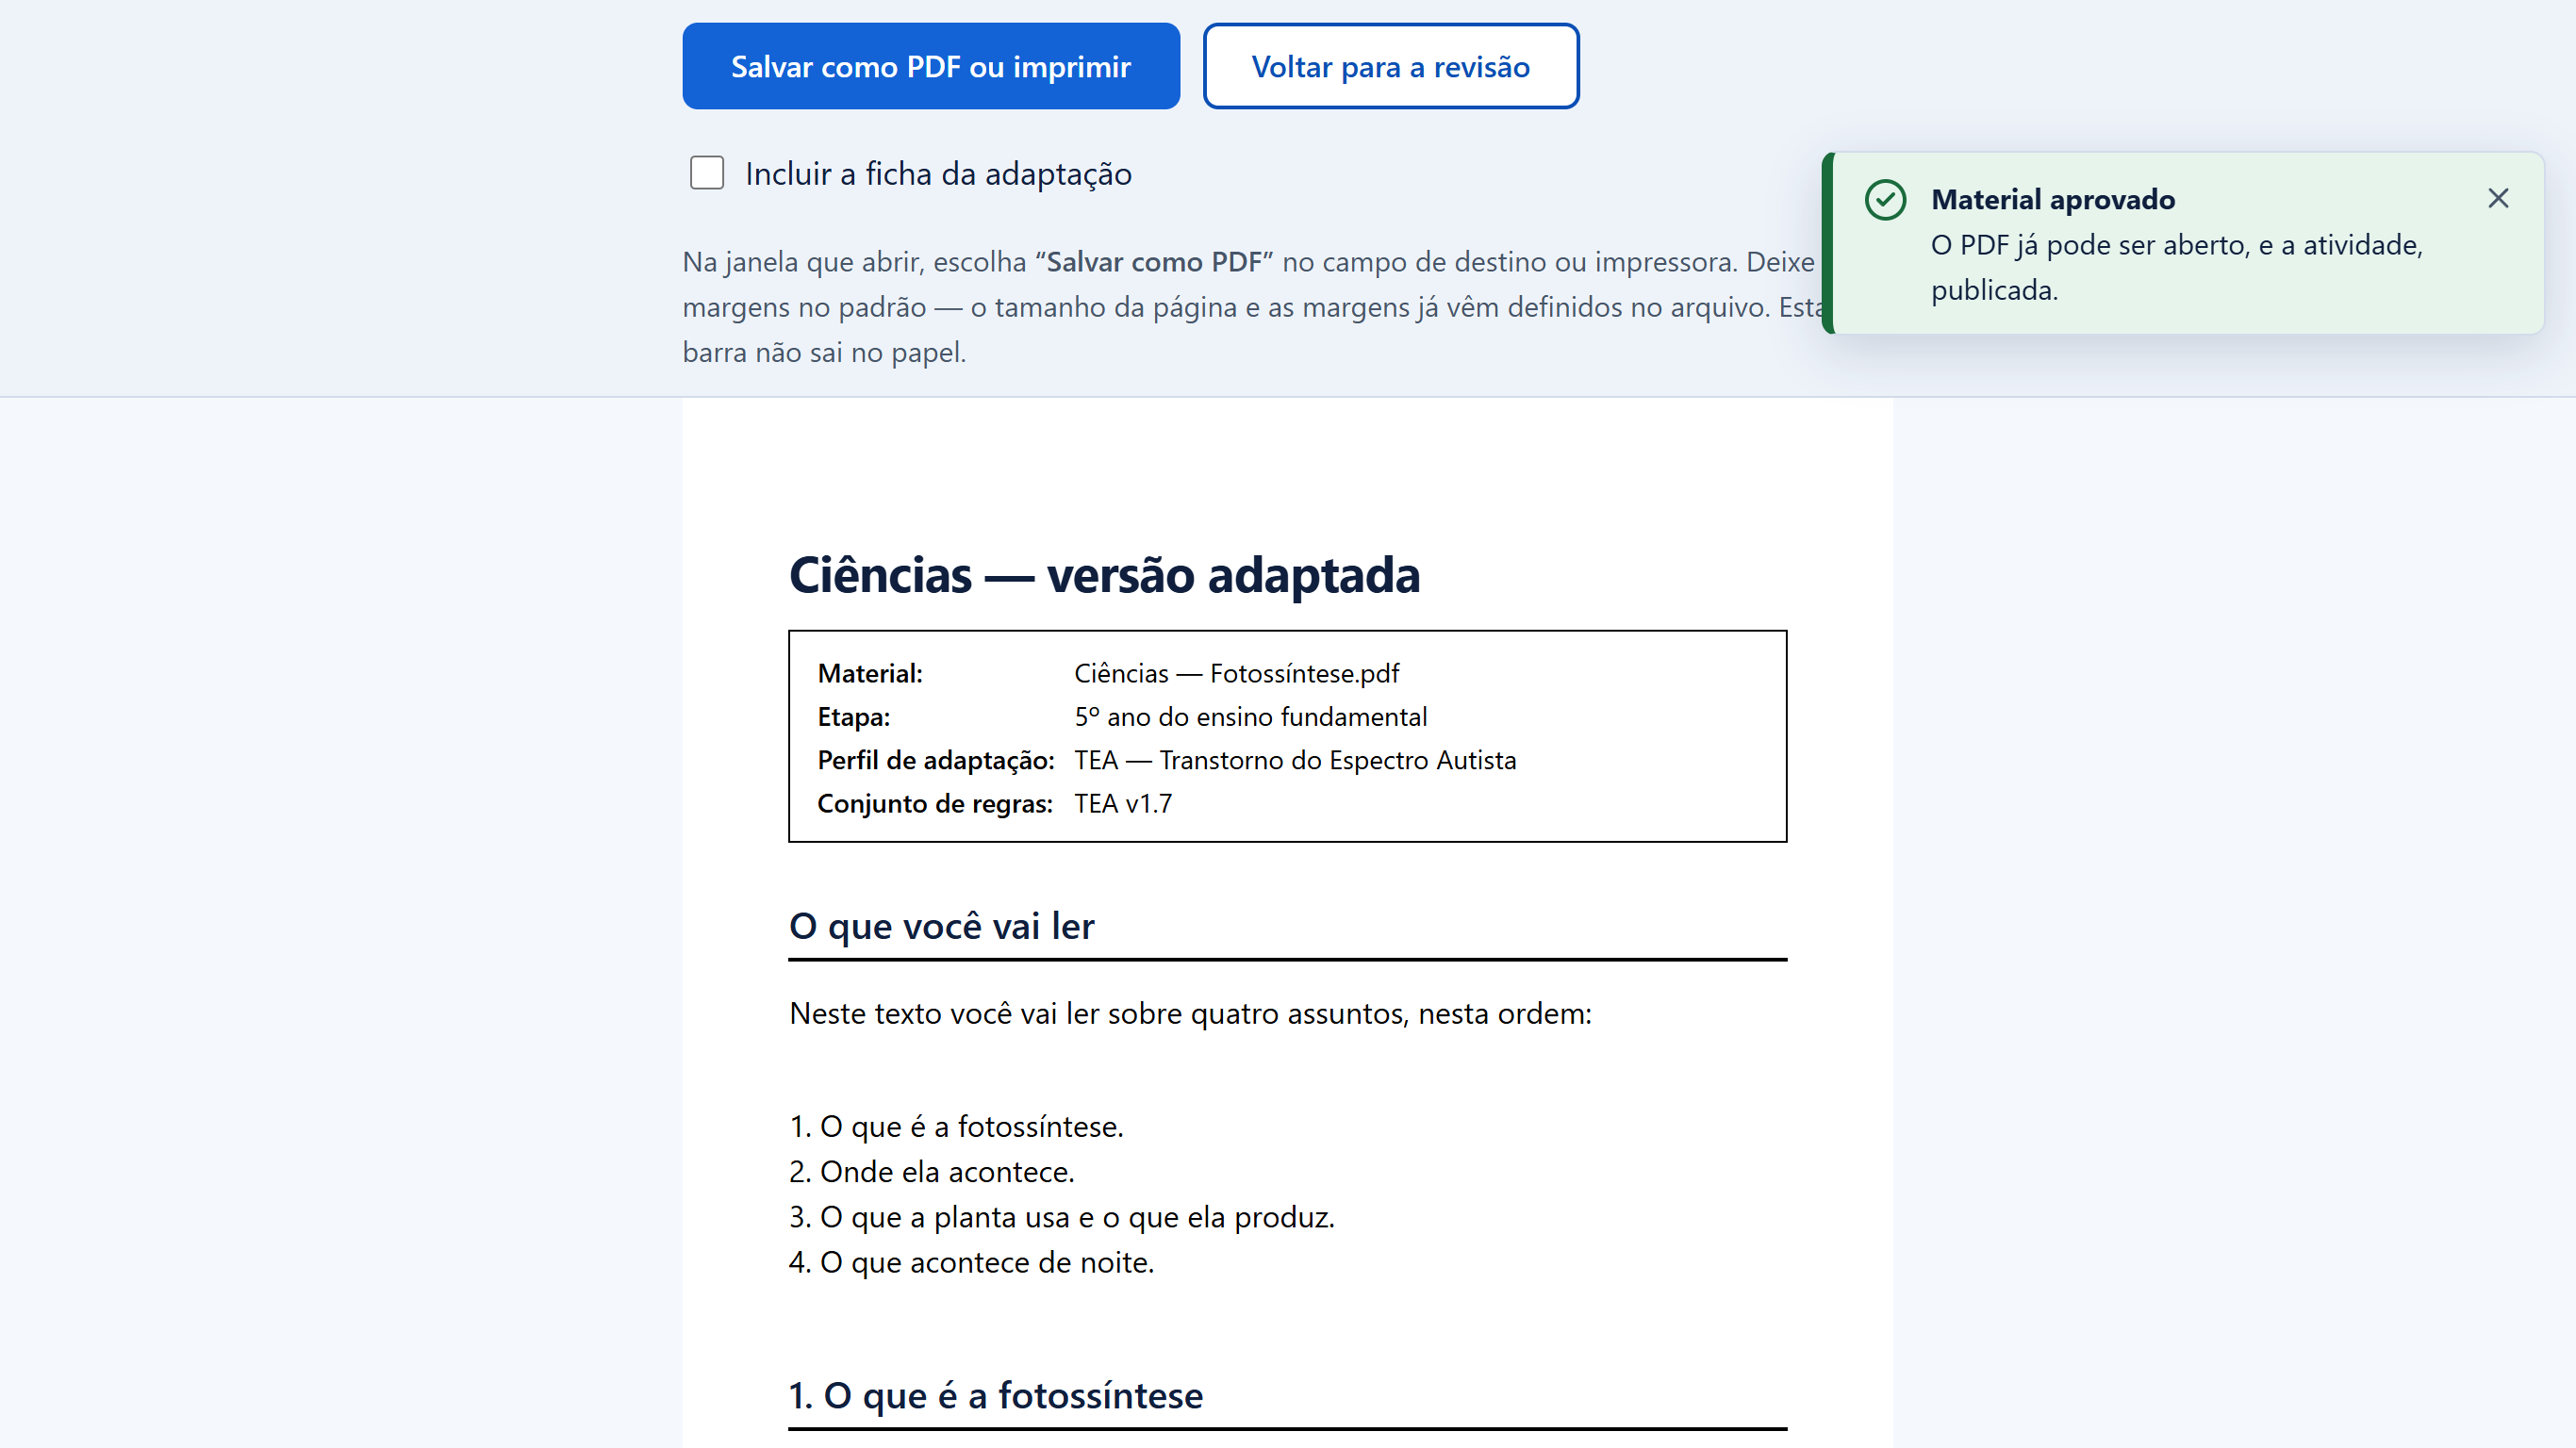 Salvar como PDF ou imprimir
Voltar para a revisão
Incluir a ficha da adaptação
Na janela que abrir, escolha “Salvar como PDF” no campo de destino ou impressora. Deixe
margens no padrão — o tamanho da página e as margens já vêm definidos no arquivo.
barra não sai no papel.
Material aprovado
O PDF já pode ser aberto, e a atividade,
publicada.
Ciências — versão adaptada
Material: Ciências — Fotossíntese.pdf
Etapa: 5º ano do ensino fundamental
Perfil de adaptação: TEA — Transtorno do Espectro Autista
Conjunto de regras: TEA v1.7
O que você vai ler
Neste texto você vai ler sobre quatro assuntos, nesta ordem:
1. O que é a fotossíntese.
2. Onde ela acontece.
3. O que a planta usa e o que ela produz.
4. O que acontece de noite.
1. O que é a fotossíntese